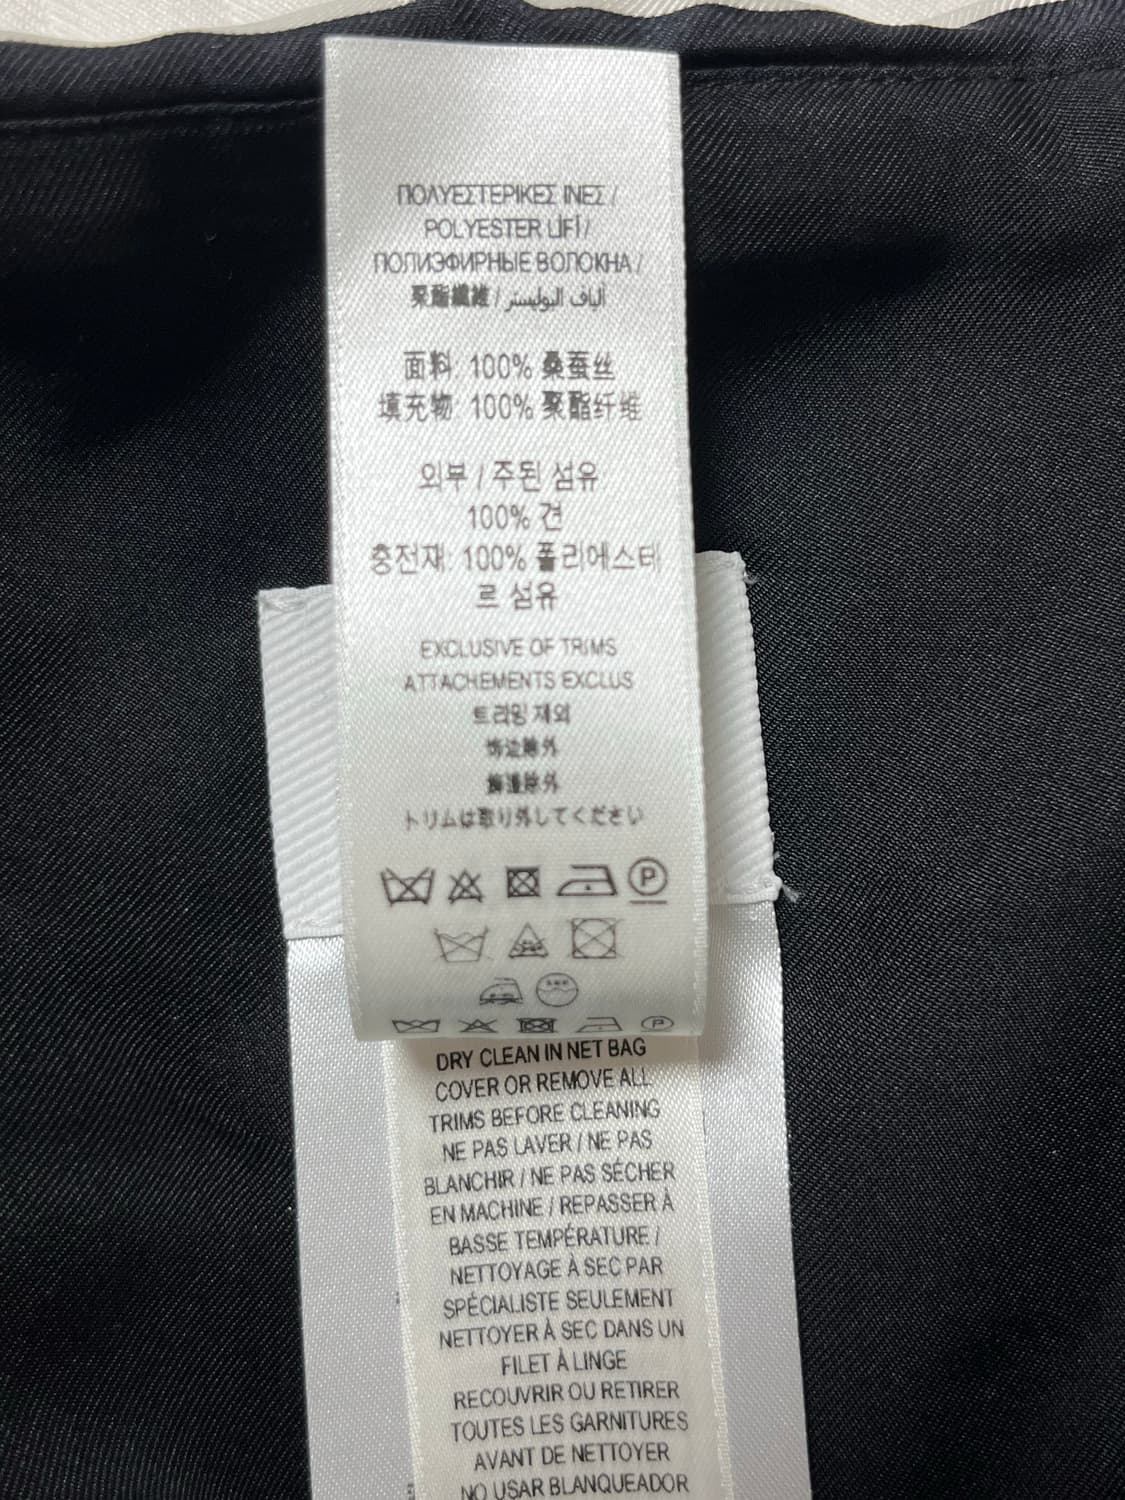 ΠΟΛΥΕΣΤΕΡΙΚΕΣ ΙΝΕΣ /
POLYESTER LİFİ /
ПОЛИЭФИРНЫЕ ВОЛОКНА /
聚酯纖維 / ألياف البوليستر
面料: 100% 桑蚕丝
填充物: 100% 聚酯纤维
외부 / 주된 섬유
100% 견
충전재: 100% 폴리에스테
르 섬유
EXCLUSIVE OF TRIMS
ATTACHEMENTS EXCLUS
트리밍 제외
饰边除外
飾邊除外
トリムは取り外してください
P
P
DRY CLEAN IN NET BAG
COVER OR REMOVE ALL
TRIMS BEFORE CLEANING
NE PAS LAVER / NE PAS
BLANCHIR / NE PAS SÉCHER
EN MACHINE / REPASSER À
BASSE TEMPÉRATURE /
NETTOYAGE À SEC PAR
SPÉCIALISTE SEULEMENT
NETTOYER À SEC DANS UN
FILET À LINGE
RECOUVRIR OU RETIRER
TOUTES LES GARNITURES
AVANT DE NETTOYER
NO USAR BLANQUEADOR